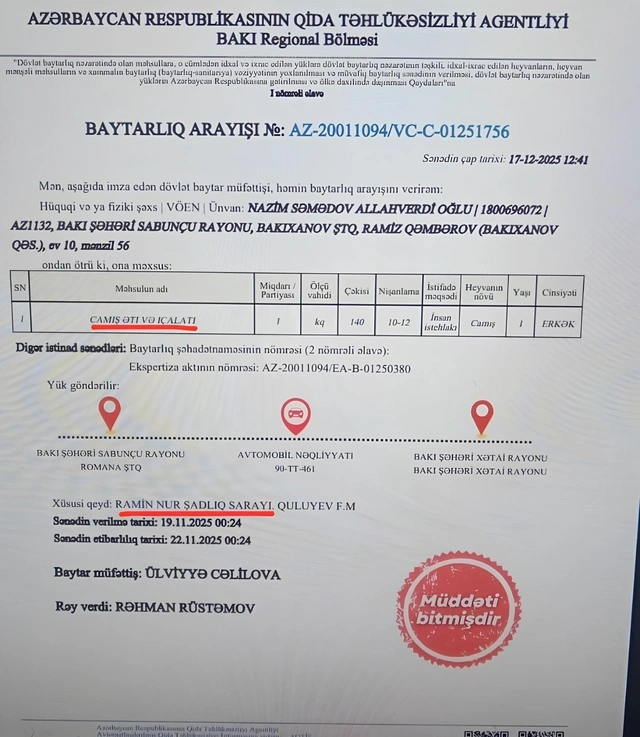 AZƏRBAYCAN RESPUBLİKASININ QİDA TƏHLÜKƏSİZLİYİ AGENTLİYİ
BAKI Regional Bölməsi
"Dövlət baytarlıq nəzarətində olan məhsullara, o cümlədən idxal və ixrac edilən yüklərə dövlət baytarlıq nəzarətinin təşkili, idxal-ixrac edilən heyvanların, heyvan
mənşəli məhsulların və xammalın baytarlıq (baytarlıq-sanitariya) vəziyyətinin yoxlanılması və müvafiq baytarlıq sənədinin verilməsi, dövlət baytarlıq nəzarətində olan
yüklərin Azərbaycan Respublikasına gətirilməsi və ölkə daxilində daşınması Qaydaları"na
1 nömrəli əlavə
BAYTARLIQ ARAYIŞI №: AZ-20011094/VC-C-01251756
Sənədin çap tarixi: 17-12-2025 12:41
Mən, aşağıda imza edən dövlət baytar müfəttişi, həmin baytarlıq arayışını verirəm:
Hüquqi və ya fiziki şəxs | VÖEN | Ünvan: NAZİM SƏMƏDOV ALLAHVERDİ OĞLU | 1800696072 |
AZ1132, BAKI ŞƏHƏRİ SABUNÇU RAYONU, BAKIXANOV ŞTQ, RAMİZ QƏMBƏROV (BAKIXANOV
QƏS.), ev 10, mənzil 56
ondan ötrü ki, ona məxsus:
SN Məhsulun adı Miqdarı / Partiyası Ölçü vahidi Çəkisi Nişanlama İstifadə məqsədi Heyvanın növü Yaşı Cinsiyəti
1 CAMIŞ ƏTİ VƏ İÇALATI 1 kq 140 10-12 İnsan istehlakı Camış 1 ERKƏK
Digər istinad sənədləri: Baytarlıq şəhadətnaməsinin nömrəsi (2 nömrəli əlavə):
Ekspertiza aktının nömrəsi: AZ-20011094/EA-B-01250380
Yük göndərilir:
BAKI ŞƏHƏRİ SABUNÇU RAYONU
ROMANA ŞTQ
AVTOMOBİL NƏQLİYYATI
90-TT-461
BAKI ŞƏHƏRİ XƏTAİ RAYONU
BAKI ŞƏHƏRİ XƏTAİ RAYONU
Xüsusi qeyd: RAMİN NUR ŞADLIQ SARAYI, QULUYEV F.M
Sənədin verilmə tarixi: 19.11.2025 00:24
Sənədin etibarlılıq tarixi: 22.11.2025 00:24
Baytar müfəttiş: ÜLVİYYƏ CƏLİLOVA
Rəy verdi: RƏHMAN RÜSTƏMOV
Müddəti
bitmişdir
Azərbaycan Respublikasının Qida Təhlükəsizliyi Agentliyi